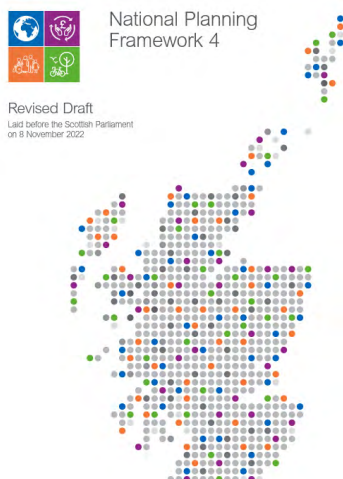 National Planning
Framework 4
Revised Draft
Laid before the Scottish Parliament
on 8 November 2022